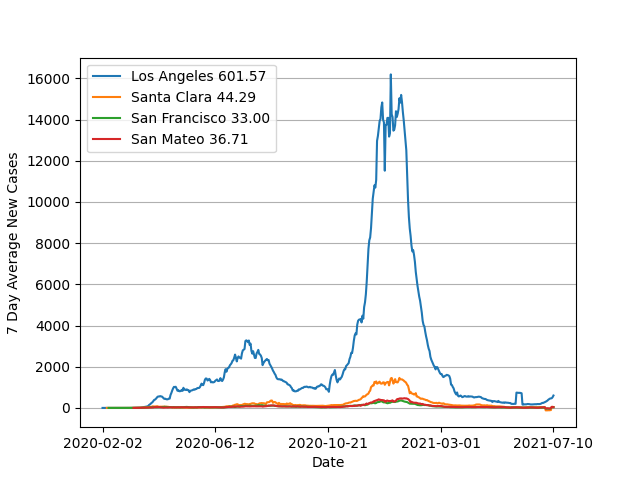 Los Angeles 601.57
Santa Clara 44.29
San Francisco 33.00
San Mateo 36.71
16000
14000
12000
10000
8000
6000
4000
2000
0
7 Day Average New Cases
2020-02-02 2020-06-12 2020-10-21 2021-03-01 2021-07-10
Date